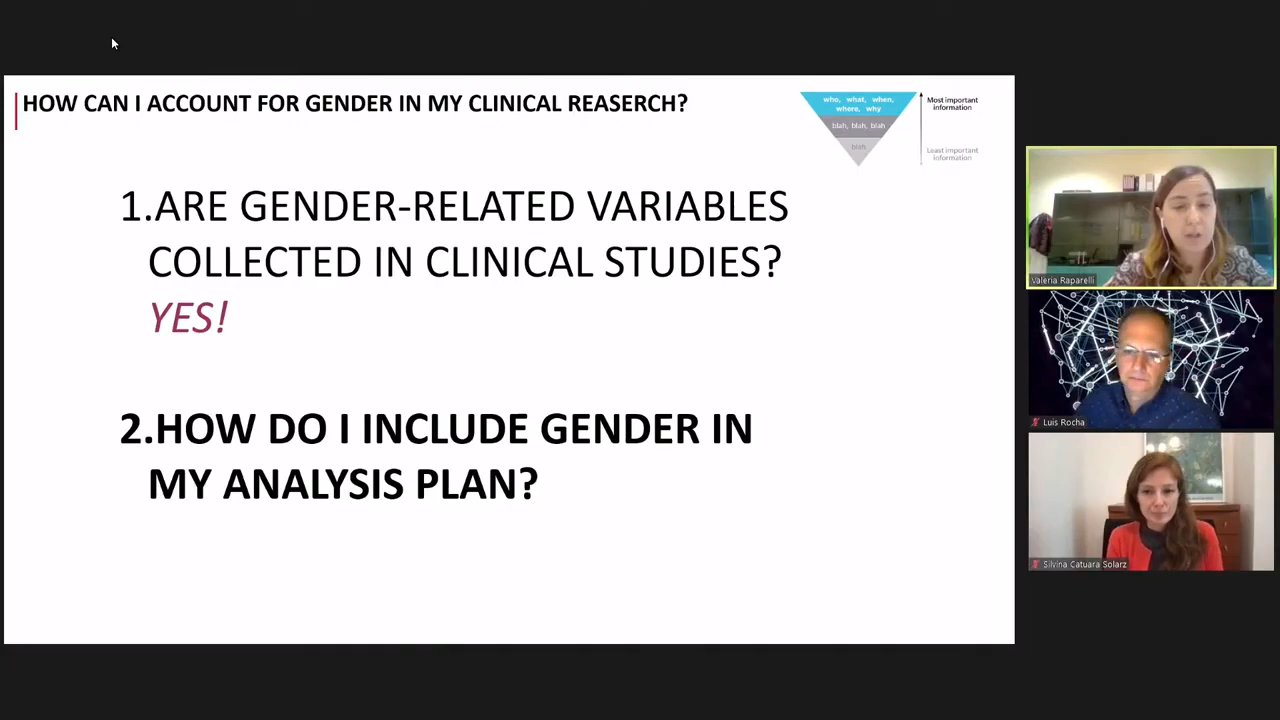 HOW CAN I ACCOUNT FOR GENDER IN MY CLINICAL REASERCH?
who, what, when,
where, why
blah, blah, blah
blah
Most important
information
Least important
information
1.ARE GENDER-RELATED VARIABLES
COLLECTED IN CLINICAL STUDIES?
YES!
2.HOW DO I INCLUDE GENDER IN
MY ANALYSIS PLAN?
Valeria Raparelli
Luis Rocha
Silvina Catuara Solarz